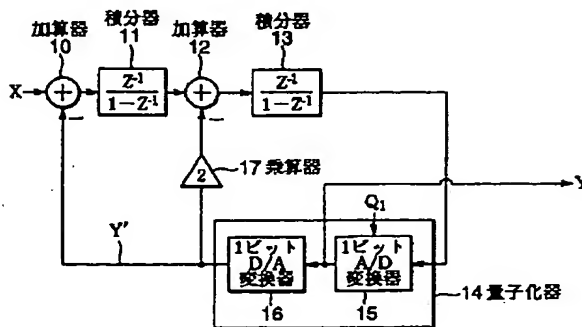 加算器
10
積分器
11
加算器
12
積分器
13
X
+
Z⁻¹
1−Z⁻¹
+
Z⁻¹
1−Z⁻¹
−
−
2
17 乗算器
Y
Y'
Q₁
1ビット
D/A
変換器
1ビット
A/D
変換器
16
15
14 量子化器